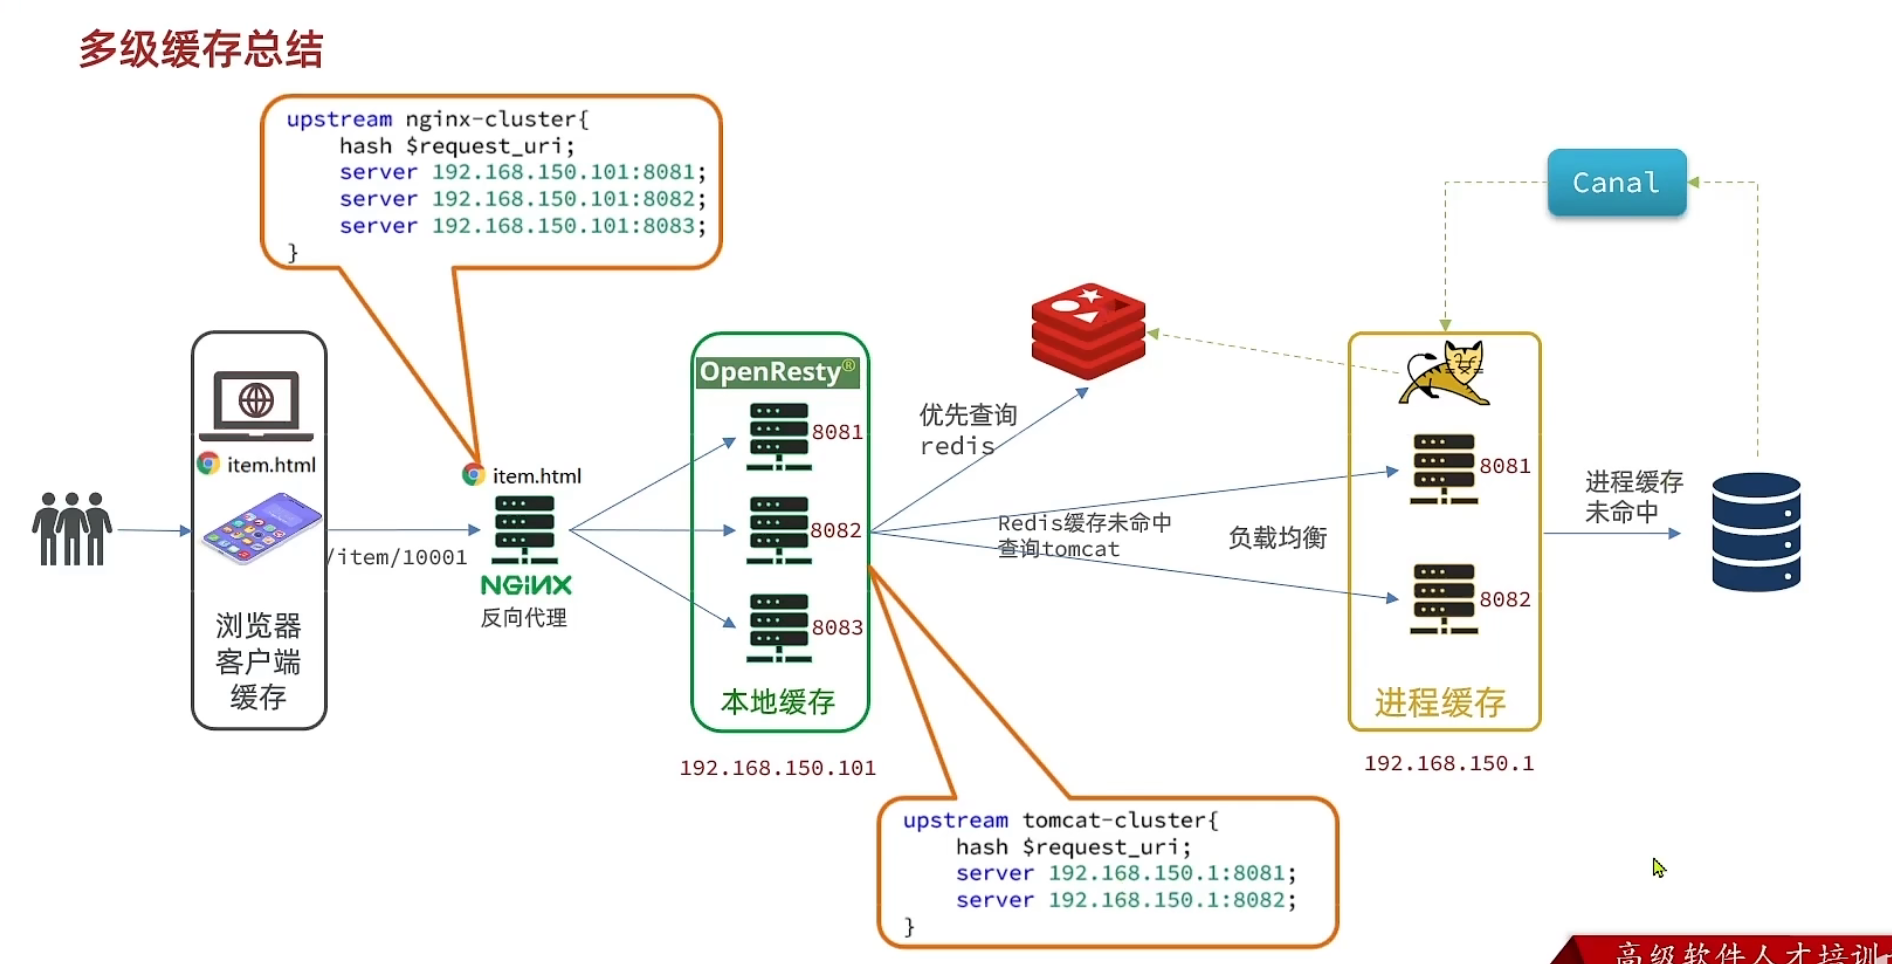 多级缓存总结
upstream nginx-cluster{
    hash $request_uri;
    server 192.168.150.101:8081;
    server 192.168.150.101:8082;
    server 192.168.150.101:8083;
}
Canal
OpenResty®
8081
8082
8083
本地缓存
192.168.150.101
item.html
浏览器
客户端
缓存
/item/10001
item.html
NGINX
反向代理
优先查询
redis
Redis缓存未命中
查询tomcat
负载均衡
8081
8082
进程缓存
192.168.150.1
进程缓存
未命中
upstream tomcat-cluster{
    hash $request_uri;
    server 192.168.150.1:8081;
    server 192.168.150.1:8082;
}
高级软件人才培训